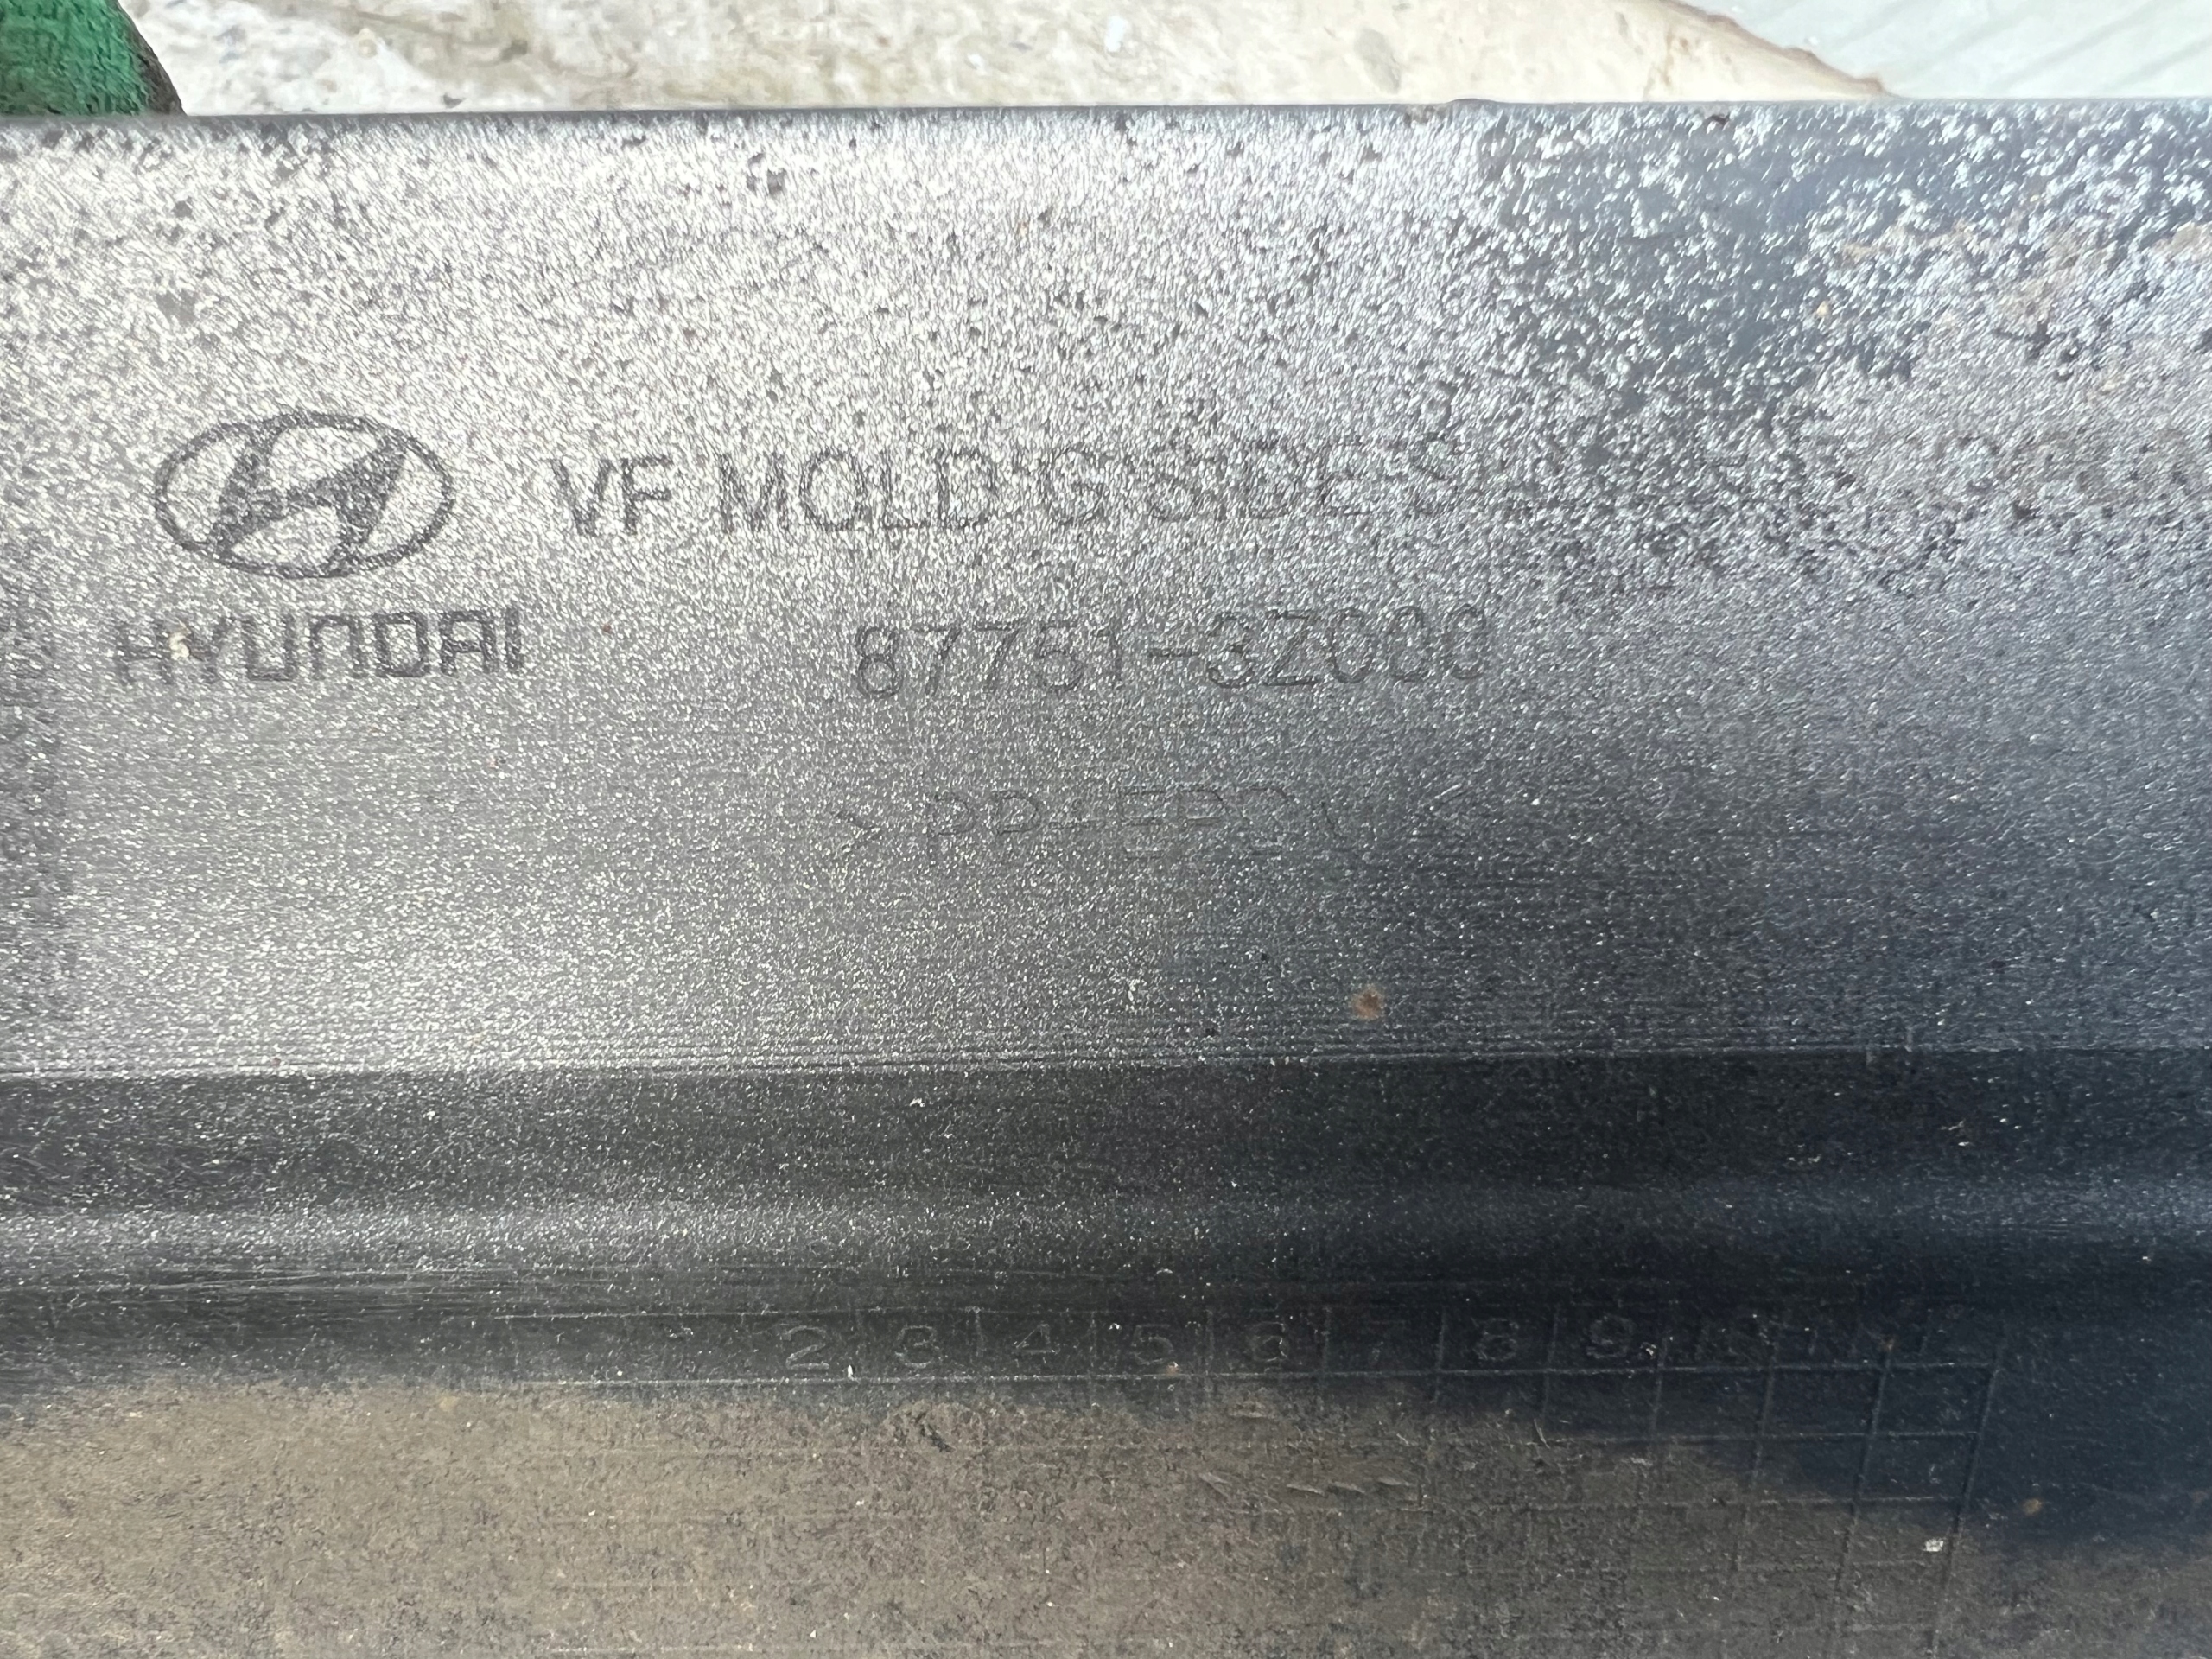 VF MOLD'G SIDE S
HYUNDAI
87751-3Z000
2 3 4 5 6 7 8 9